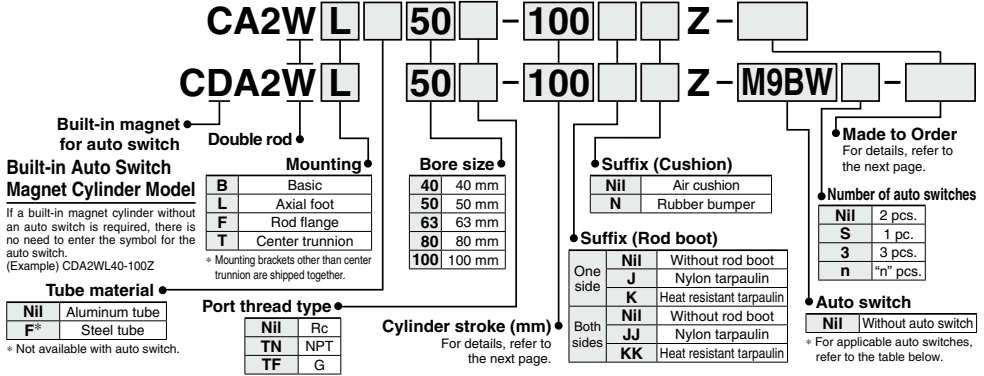 CA2W L 50 - 100 Z -
CDA2W L 50 - 100 Z - M9BW -
Built-in magnet
for auto switch
Double rod
Built-in Auto Switch
Magnet Cylinder Model
If a built-in magnet cylinder without
an auto switch is required, there is
no need to enter the symbol for the
auto switch.
(Example) CDA2WL40-100Z
Mounting
B Basic
L Axial foot
F Rod flange
T Center trunnion
* Mounting brackets other than center
trunnion are shipped together.
Tube material
Nil Aluminum tube
F* Steel tube
* Not available with auto switch.
Bore size
40 40 mm
50 50 mm
63 63 mm
80 80 mm
100 100 mm
Port thread type
Nil Rc
TN NPT
TF G
Cylinder stroke (mm)
For details, refer to
the next page.
Suffix (Cushion)
Nil Air cushion
N Rubber bumper
Suffix (Rod boot)
One side
Nil Without rod boot
J Nylon tarpaulin
K Heat resistant tarpaulin
Both sides
Nil Without rod boot
JJ Nylon tarpaulin
KK Heat resistant tarpaulin
Made to Order
For details, refer to
the next page.
Number of auto switches
Nil 2 pcs.
S 1 pc.
3 3 pcs.
n "n" pcs.
Auto switch
Nil Without auto switch
* For applicable auto switches,
refer to the table below.